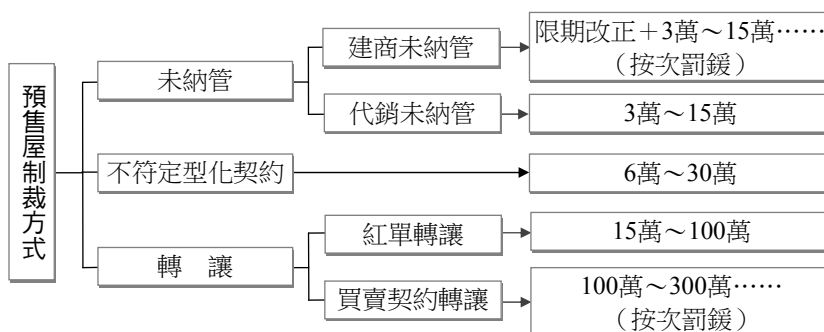 預售屋制裁方式
未納管
建商未納管
限期改正＋3萬～15萬……
（按次罰鍰）
代銷未納管
3萬～15萬
不符定型化契約
6萬～30萬
轉　讓
紅單轉讓
15萬～100萬
買賣契約轉讓
100萬～300萬……
（按次罰鍰）